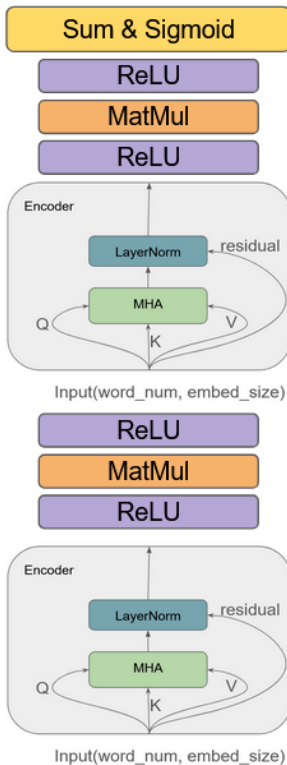 Sum & Sigmoid
ReLU
MatMul
ReLU
Encoder
residual
LayerNorm
MHA
Q
V
K
Input(word_num, embed_size)
ReLU
MatMul
ReLU
Encoder
residual
LayerNorm
MHA
Q
V
K
Input(word_num, embed_size)